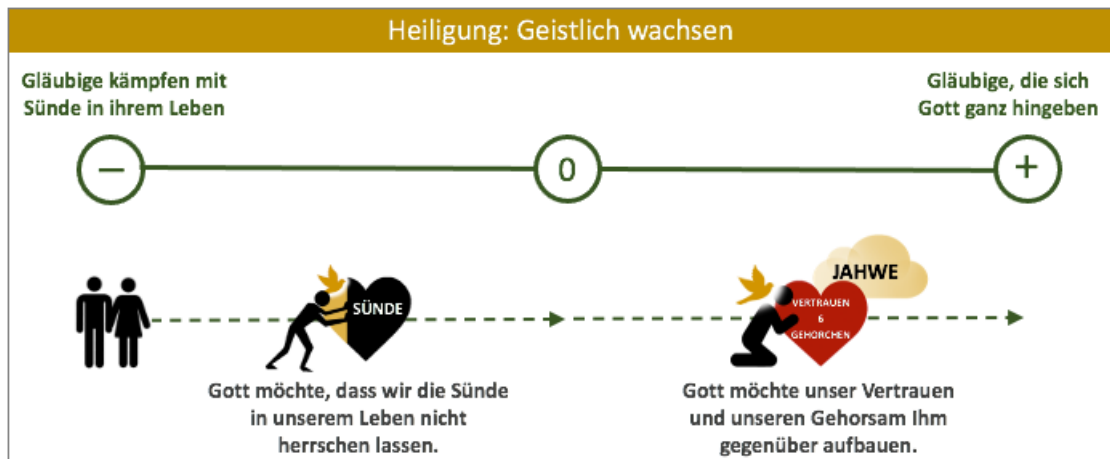 Heiligung: Geistlich wachsen
Gläubige kämpfen mit
Sünde in ihrem Leben
Gläubige, die sich
Gott ganz hingeben
–
0
+
SÜNDE
JAHWE
VERTRAUEN
6
GEHORCHEN
Gott möchte, dass wir die Sünde
in unserem Leben nicht
herrschen lassen.
Gott möchte unser Vertrauen
und unseren Gehorsam Ihm
gegenüber aufbauen.